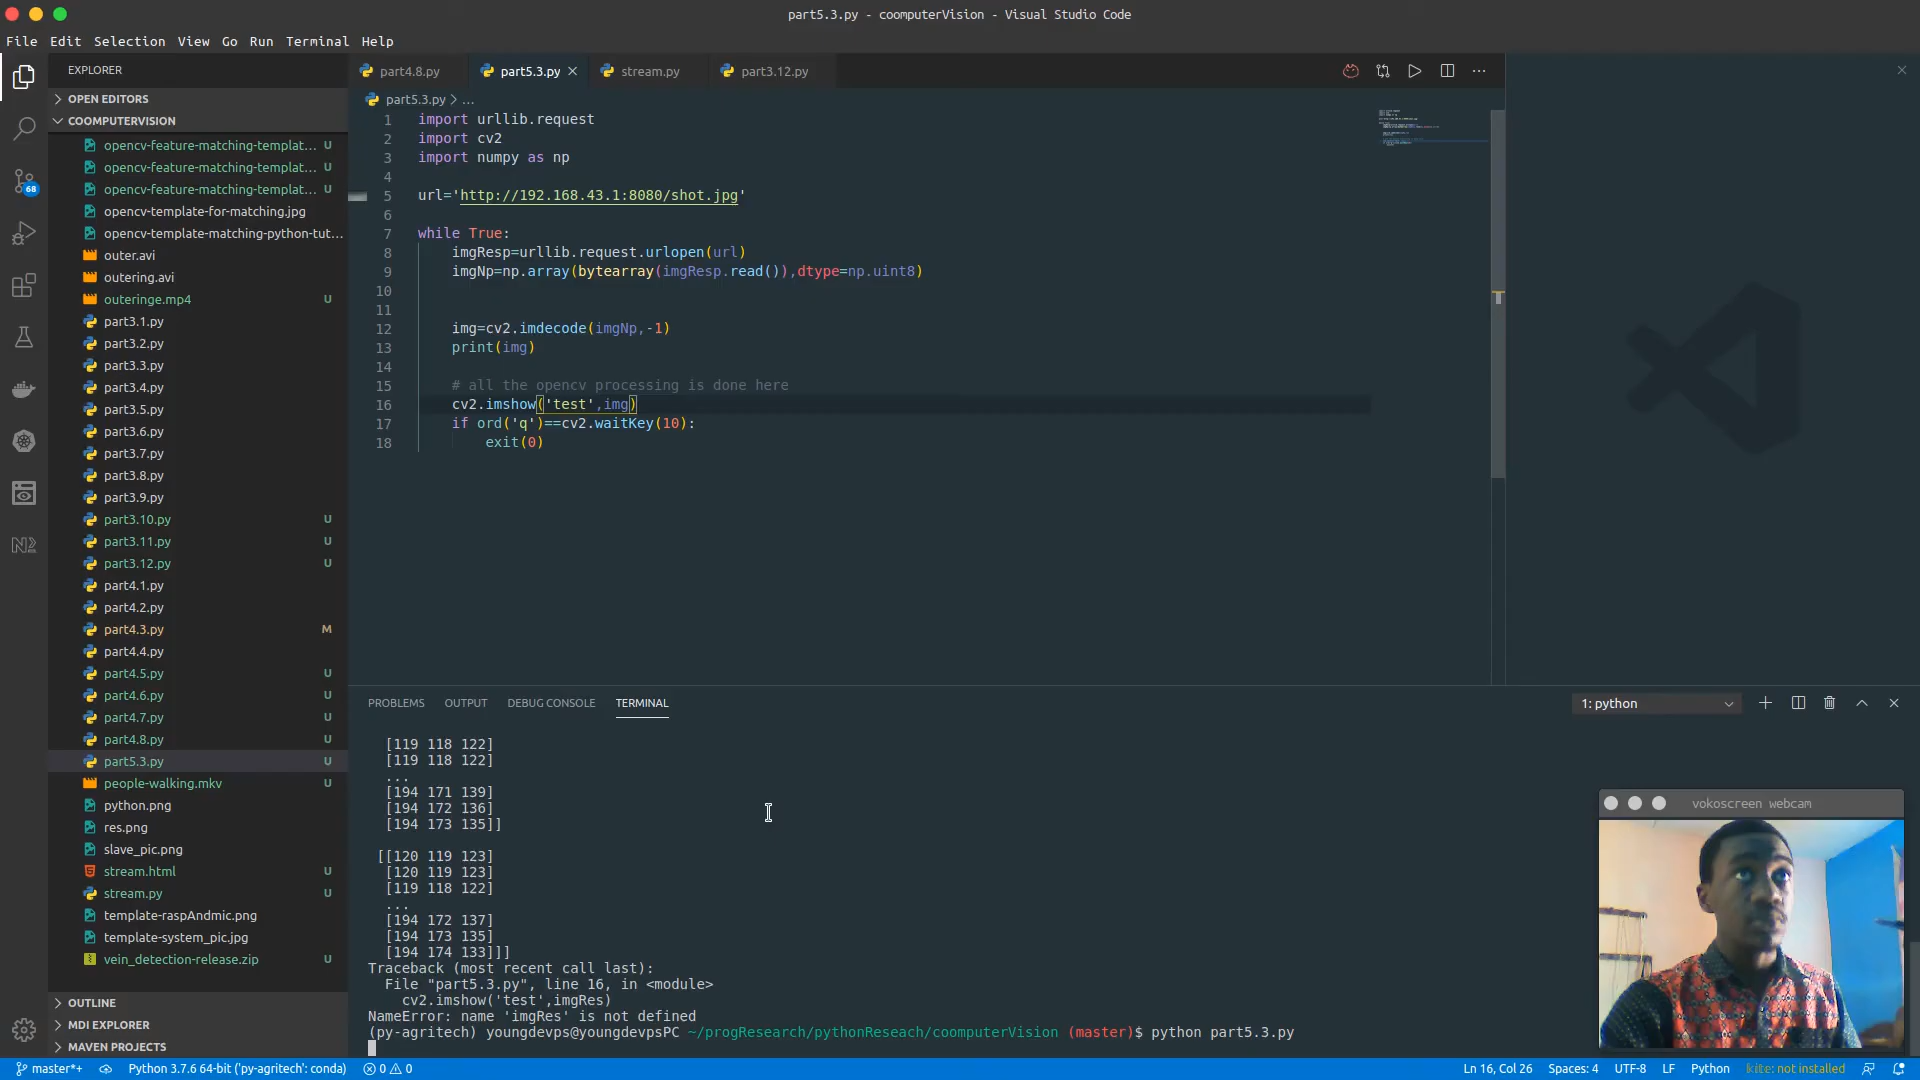 part5.3.py - coomputerVision - Visual Studio Code
File Edit Selection View Go Run Terminal Help
EXPLORER
OPEN EDITORS
COOMPUTERVISION
opencv-feature-matching-templat... U
opencv-feature-matching-templat... U
opencv-feature-matching-templat... U
opencv-template-for-matching.jpg
opencv-template-matching-python-tut...
outer.avi
outering.avi
outeringe.mp4 U
part3.1.py
part3.2.py
part3.3.py
part3.4.py
part3.5.py
part3.6.py
part3.7.py
part3.8.py
part3.9.py
part3.10.py U
part3.11.py U
part3.12.py U
part4.1.py
part4.2.py
part4.3.py M
part4.4.py
part4.5.py U
part4.6.py U
part4.7.py U
part4.8.py U
part5.3.py U
people-walking.mkv U
python.png
res.png
slave_pic.png
stream.html U
stream.py U
template-raspAndmic.png
template-system_pic.jpg
vein_detection-release.zip U
OUTLINE
MDI EXPLORER
MAVEN PROJECTS
68
part4.8.py part5.3.py stream.py part3.12.py
part5.3.py > ...
1 import urllib.request
2 import cv2
3 import numpy as np
4
5 url='http://192.168.43.1:8080/shot.jpg'
6
7 while True:
8 imgResp=urllib.request.urlopen(url)
9 imgNp=np.array(bytearray(imgResp.read()),dtype=np.uint8)
10
11
12 img=cv2.imdecode(imgNp,-1)
13 print(img)
14
15 # all the opencv processing is done here
16 cv2.imshow('test',img)
17 if ord('q')==cv2.waitKey(10):
18 exit(0)
PROBLEMS OUTPUT DEBUG CONSOLE TERMINAL
1: python
[119 118 122]
[119 118 122]
...
[194 171 139]
[194 172 136]
[194 173 135]]
[[120 119 123]
[120 119 123]
[119 118 122]
...
[194 172 137]
[194 173 135]
[194 174 133]]]
Traceback (most recent call last):
File "part5.3.py", line 16, in <module>
cv2.imshow('test',imgRes)
NameError: name 'imgRes' is not defined
(py-agritech) youngdevps@youngdevpsPC ~/progResearch/pythonReseach/coomputerVision (master)$ python part5.3.py
vokoscreen webcam
master*+ Python 3.7.6 64-bit ('py-agritech': conda) 0 0 Ln 16, Col 26 Spaces: 4 UTF-8 LF Python kite: not installed